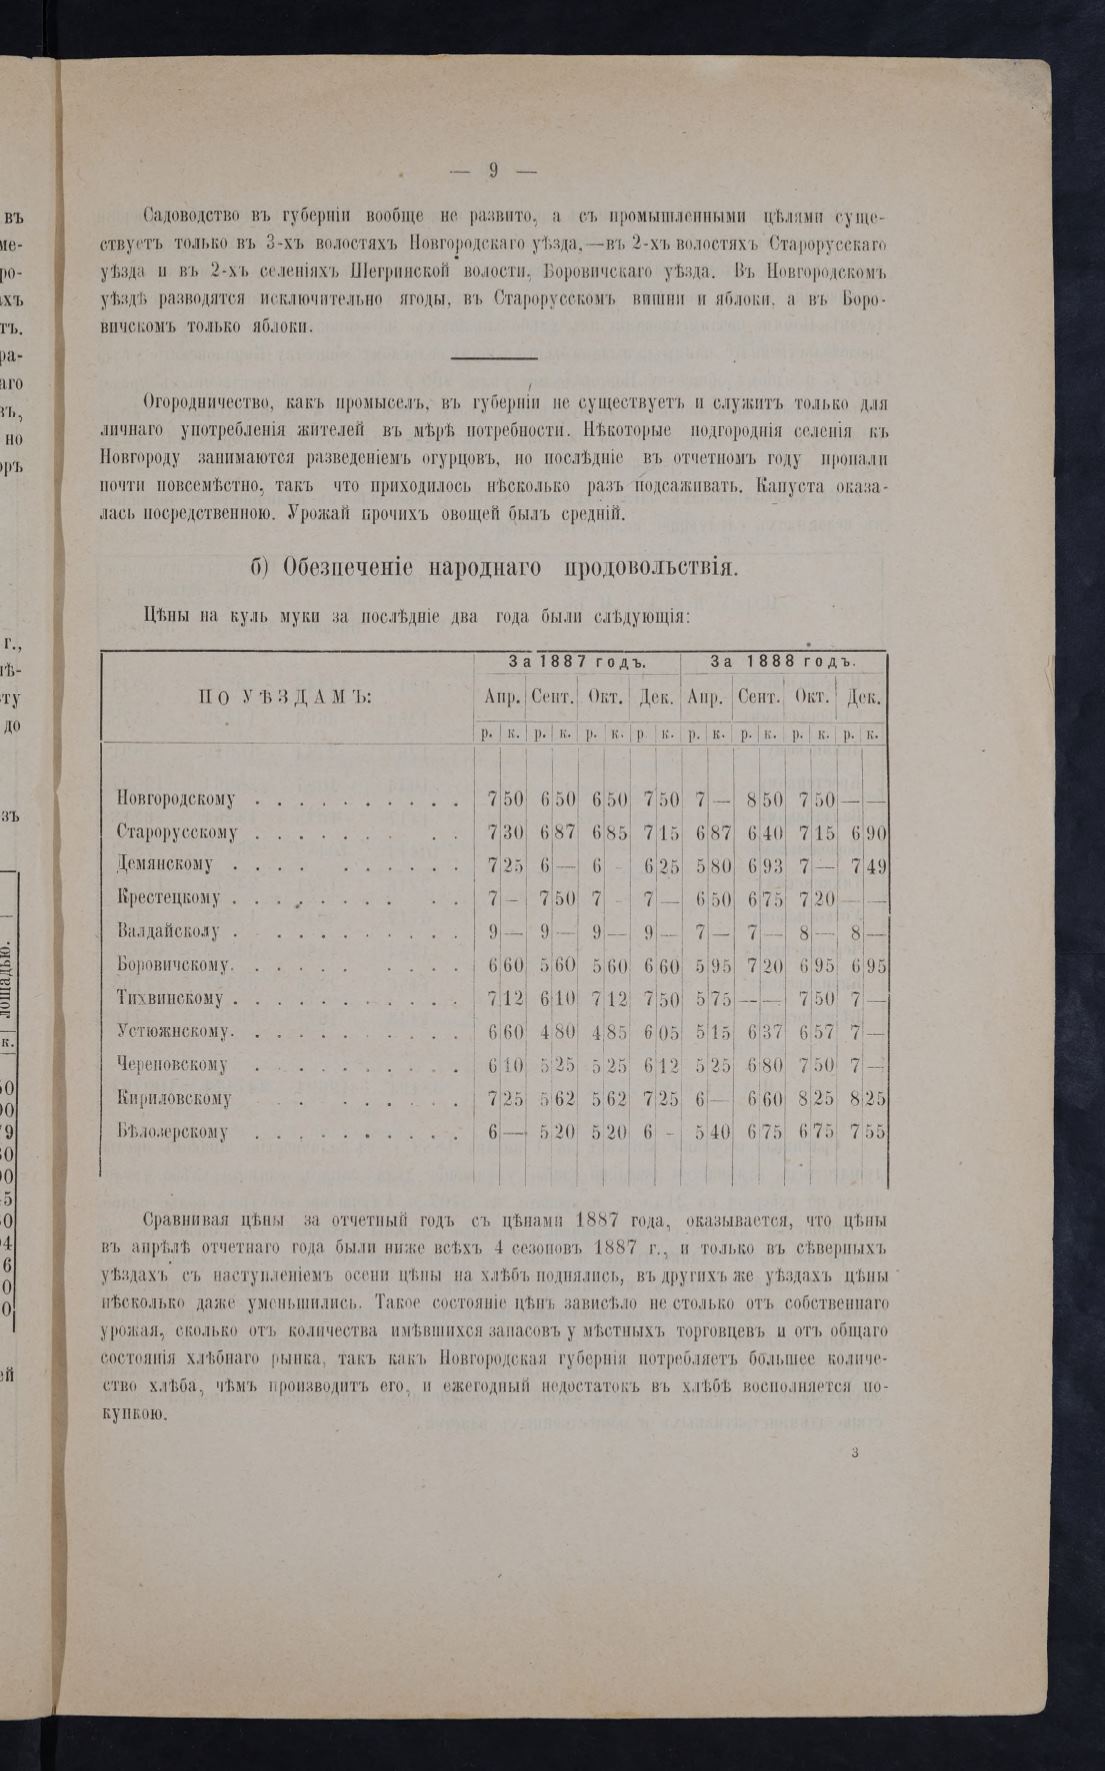 — 9 —
Садоводство въ губерніи вообще не развито, а съ промышленными цѣлями суще-
ствуетъ только въ 3-хъ волостяхъ Новгородскаго уѣзда,—въ 2-хъ волостяхъ Старорусскаго
уѣзда и въ 2-хъ селеніяхъ Шегринской волости, Боровичскаго уѣзда. Въ Новгородскомъ
уѣздѣ разводятся исключительно ягоды, въ Старорусскомъ вишни и яблоки, а въ Боро-
вичскомъ только яблоки.
Огородничество, какъ промыселъ, въ губерніи не существуетъ и служитъ только для
личнаго употребленія жителей въ мѣрѣ потребности. Нѣкоторые подгороднія селенія къ
Новгороду занимаются разведеніемъ огурцовъ, но послѣдніе въ отчетномъ году пропали
почти повсемѣстно, такъ что приходилось нѣсколько разъ подсаживать. Капуста оказа-
лась посредственною. Урожай прочихъ овощей былъ средній.
б) Обезпеченіе народнаго продовольствія.
Цѣны на куль муки за послѣдніе два года были слѣдующія:
За 1887 годъ. За 1888 годъ.
ПО УѢЗДАМЪ: Апр. Сент. Окт. Дек. Апр. Сент. Окт. Дек.
р. к. р. к. р. к. р к. р. к. р. к. р. к. р. к.
Новгородскому . . . . . . . . . . 7 50 6 50 6 50 7 50 7 — 8 50 7 50 — —
Старорусскому . . . . . . . . . 7 30 6 87 6 85 7 15 6 87 6 40 7 15 6 90
Демянскому . . . . . . . . . . 7 25 6 — 6 - 6 25 5 80 6 93 7 — 7 49
Крестецкому . . . . . . . . . 7 - 7 50 7 - 7 — 6 50 6 75 7 20 — —
Валдайсколу . . . . . . . . . . 9 — 9 — 9 — 9 — 7 — 7 — 8 — 8 —
Боровичскому. . . . . . . . . . 6 60 5 60 5 60 6 60 5 95 7 20 6 95 6 95
Тихвинскому . . . . . . . . . . . 7 12 6 10 7 12 7 50 5 75 — — 7 50 7 —
Устюжнскому. . . . . . . . . . 6 60 4 80 4 85 6 05 5 15 6 37 6 57 7 —
Череповскому . . . . . . . . . . 6 40 5 25 5 25 6 12 5 25 6 80 7 50 7 —
Кириловскому . . . . . . . . 7 25 5 62 5 62 7 25 6 — 6 60 8 25 8 25
Бѣлозерскому . . . . . . . . . . 6 — 5 20 5 20 6 - 5 40 6 75 6 75 7 55
Сравнивая цѣны за отчетный годъ съ цѣнами 1887 года, оказывается, что цѣны
въ апрѣлѣ отчетнаго года были ниже всѣхъ 4 сезоновъ 1887 г., и только въ сѣверныхъ
уѣздахъ съ наступленіемъ осени цѣны на хлѣбъ поднялись, въ другихъ же уѣздахъ цѣны
нѣсколько даже уменьшились. Такое состояніе цѣнъ зависѣло не столько отъ собственнаго
урожая, сколько отъ количества имѣвшихся запасовъ у мѣстныхъ торговцевъ и отъ общаго
состоянія хлѣбнаго рынка, такъ какъ Новгородская губернія потребляетъ большее количе-
ство хлѣба, чѣмъ производитъ его, и ежегодный недостатокъ въ хлѣбѣ восполняется по-
купкою.
3